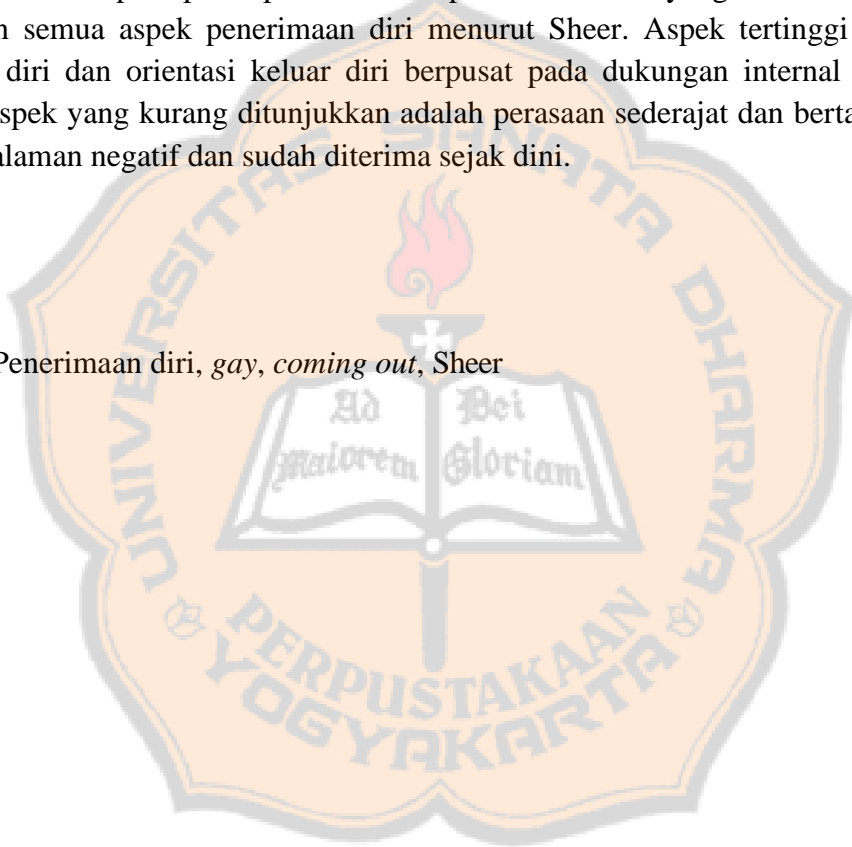 n semua aspek penerimaan diri menurut Sheer. Aspek tertinggi
diri dan orientasi keluar diri berpusat pada dukungan internal
spek yang kurang ditunjukkan adalah perasaan sederajat dan berta
alaman negatif dan sudah diterima sejak dini.
Penerimaan diri, gay, coming out, Sheer
UNIVERSITAS SANATA DHARMA
Ad Maiorem
Dei Gloriam
PERPUSTAKAAN
YOGYAKARTA